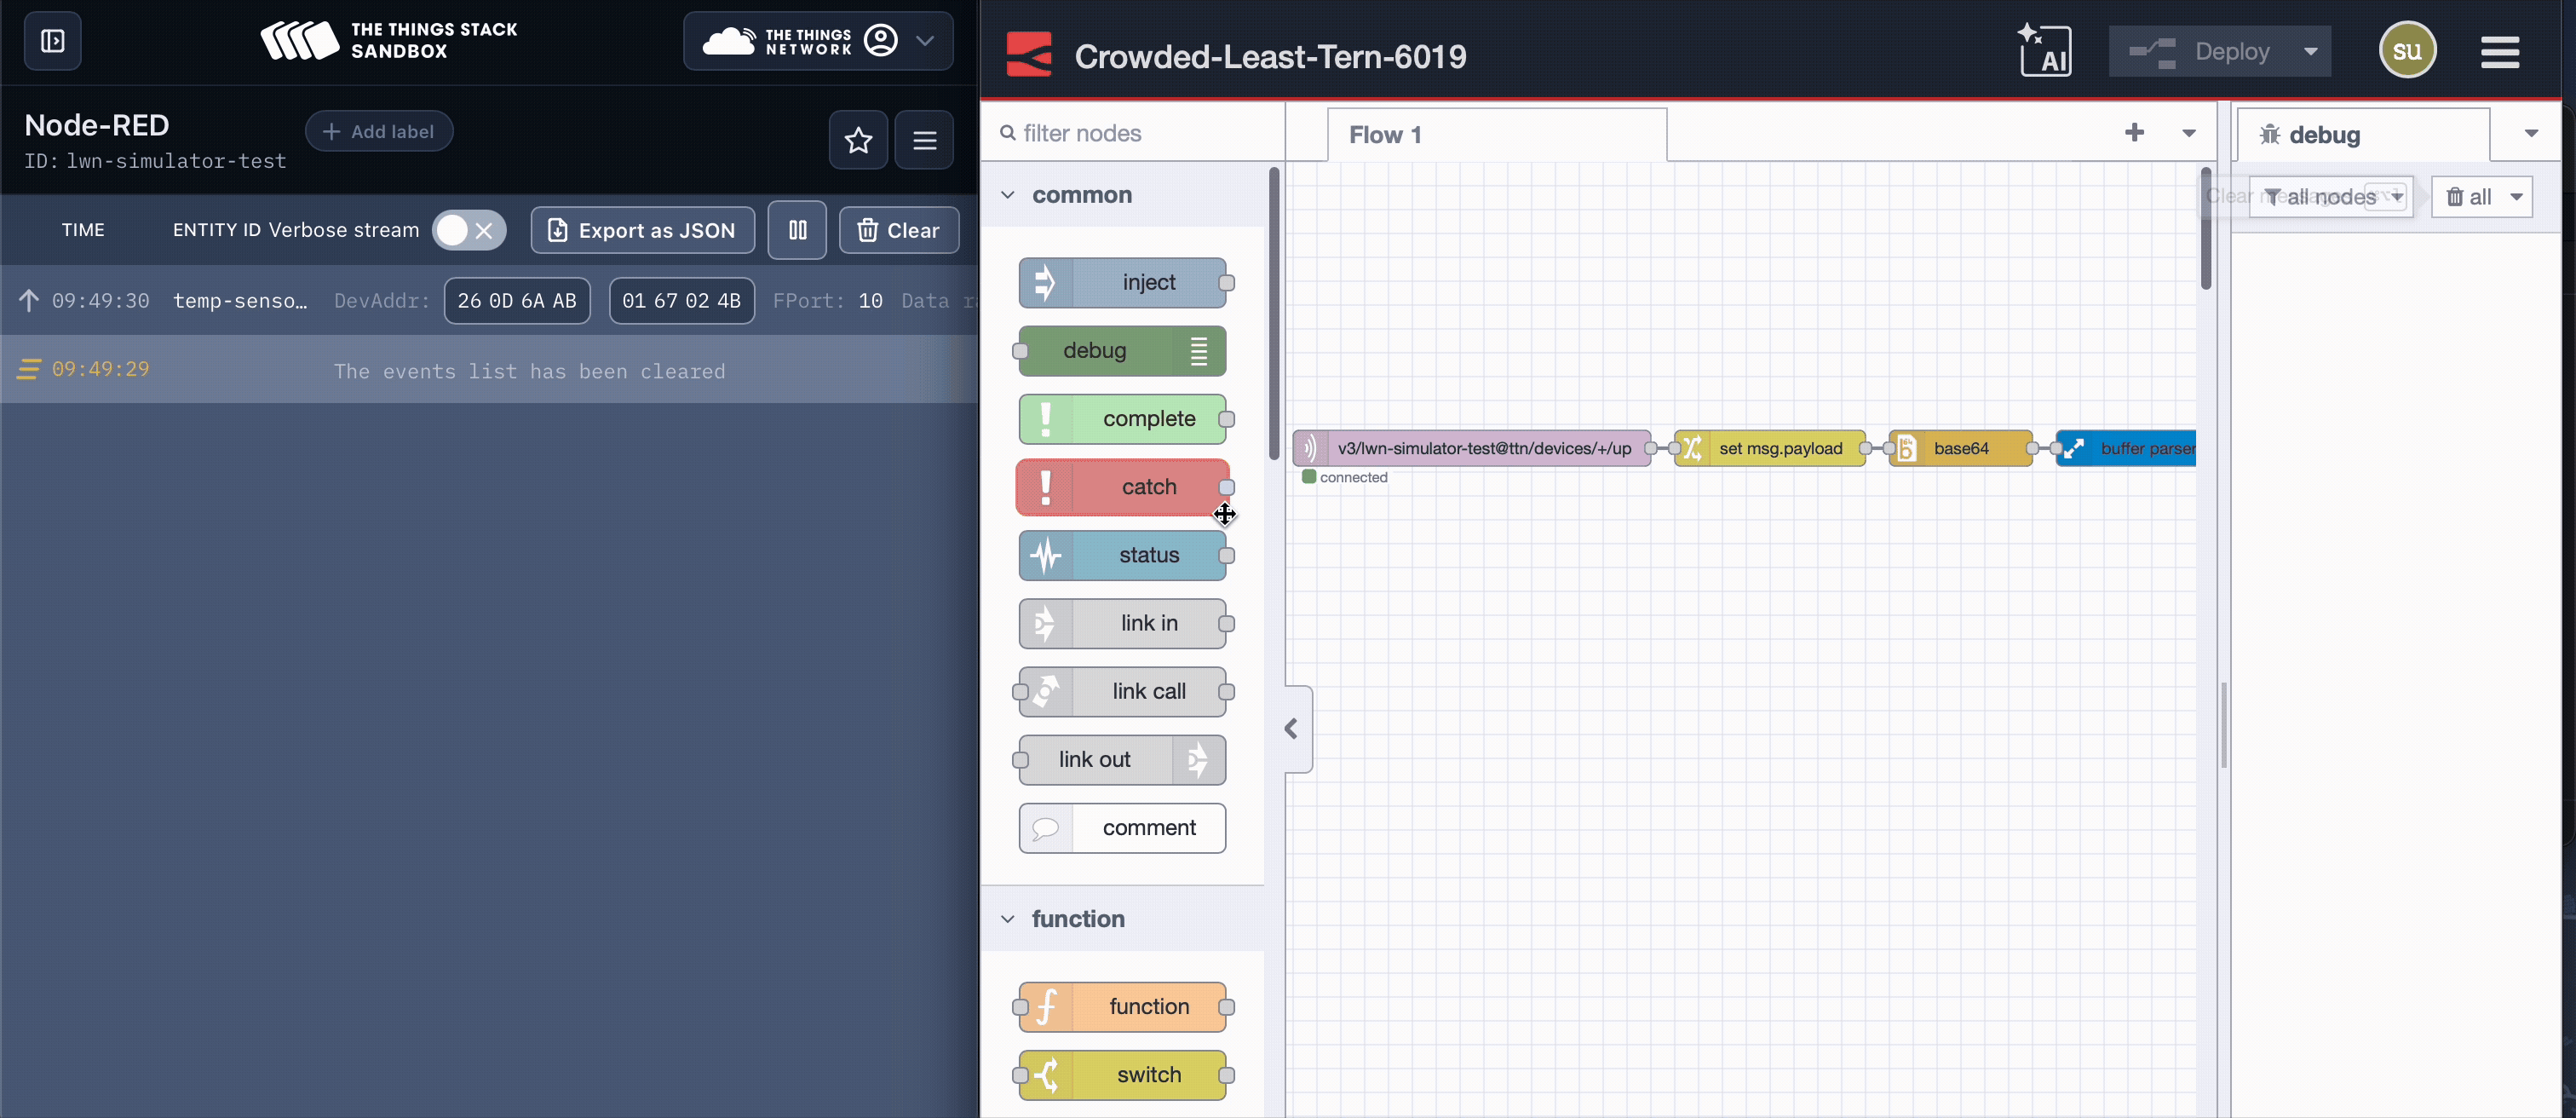 THE THINGS STACK
SANDBOX
THE THINGS
NETWORK
Node-RED
Add label
ID: lwn-simulator-test
TIME
ENTITY ID
Verbose stream
Export as JSON
Clear
09:49:30 temp-senso… DevAddr: 26 0D 6A AB 01 67 02 4B FPort: 10 Data
09:49:29 The events list has been cleared
Crowded-Least-Tern-6019
AI
Deploy
su
filter nodes
Flow 1
debug
common
all nodes
all
inject
debug
complete
catch
status
link in
link call
link out
comment
function
function
switch
v3/lwn-simulator-test@ttn/devices/+/up
set msg.payload
base64
buffer parser
connected